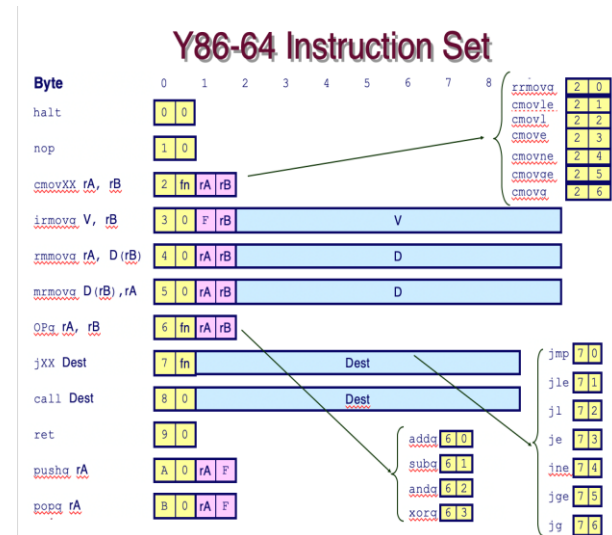 Y86-64 Instruction Set
Byte 0 1 2 3 4 5 6 7 8
halt 0 0
nop 1 0
cmovXX rA, rB 2 fn rA rB
irmovq V, rB 3 0 F rB V
rmmovq rA, D(rB) 4 0 rA rB D
mrmovq D(rB),rA 5 0 rA rB D
OPq rA, rB 6 fn rA rB
jXX Dest 7 fn Dest
call Dest 8 0 Dest
ret 9 0
pushq rA A 0 rA F
popq rA B 0 rA F
rrmovq 2 0
cmovle 2 1
cmovl 2 2
cmove 2 3
cmovne 2 4
cmovge 2 5
cmovg 2 6
addq 6 0
subq 6 1
andq 6 2
xorq 6 3
jmp 7 0
jle 7 1
jl 7 2
je 7 3
jne 7 4
jge 7 5
jg 7 6